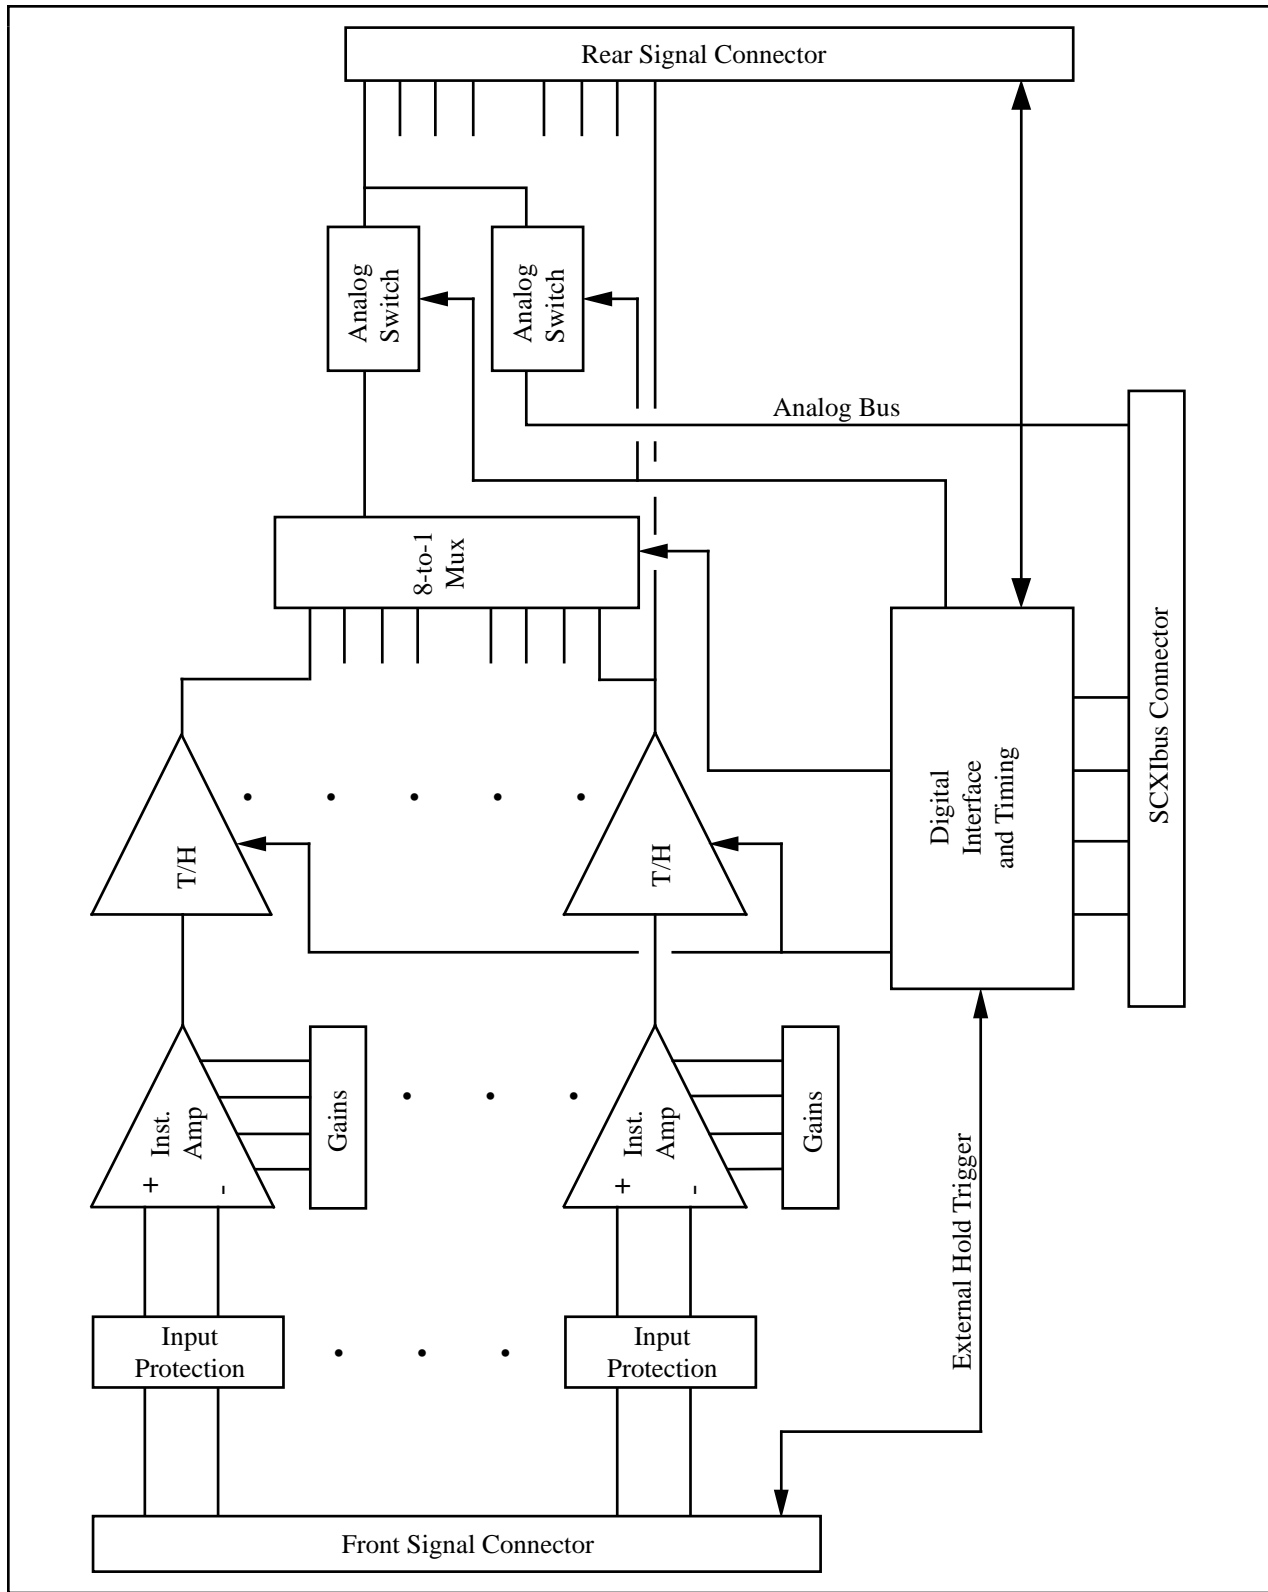 Rear Signal Connector
Analog
Switch
Analog
Switch
Analog Bus
8-to-1
Mux
SCXIbus Connector
Digital
Interface
and Timing
T/H
T/H
Inst.
Amp
+
-
Gains
Inst.
Amp
+
-
Gains
External Hold Trigger
Input
Protection
Input
Protection
Front Signal Connector